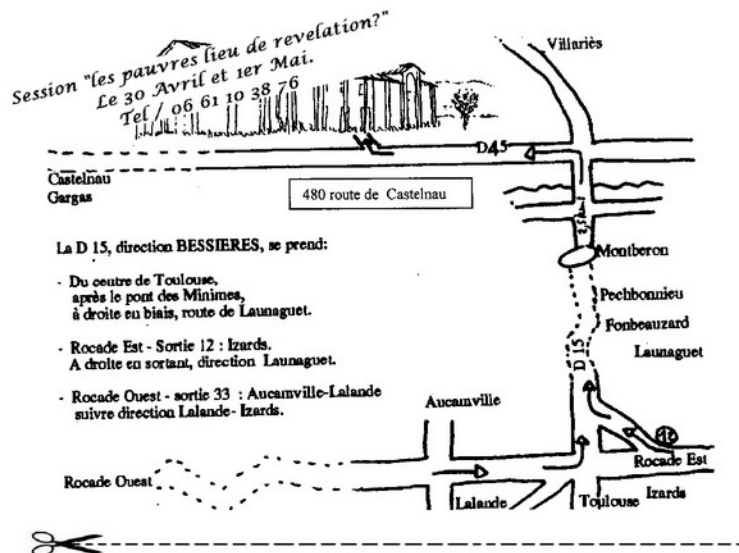 Session "les pauvres lieu de revelation?"
Le 30 Avril et 1er Mai.
Tel / 06 61 10 38 76
Villariès
D45
Castelnau
Gargas
480 route de Castelnau
La D 15, direction BESSIERES, se prend:
Montberon
- Du centre de Toulouse,
après le pont des Minimes,
à droite en biais, route de Launaguet.
Pechbonnieu
Fonbeauzard
Launaguet
D 15
- Rocade Est - Sortie 12 : Izards.
A droite en sortant, direction Launaguet.
- Rocade Ouest - sortie 33 : Aucamville-Lalande
suivre direction Lalande- Izards.
Aucamville
Rocade Est
Rocade Ouest
Lalande
Toulouse
Izards